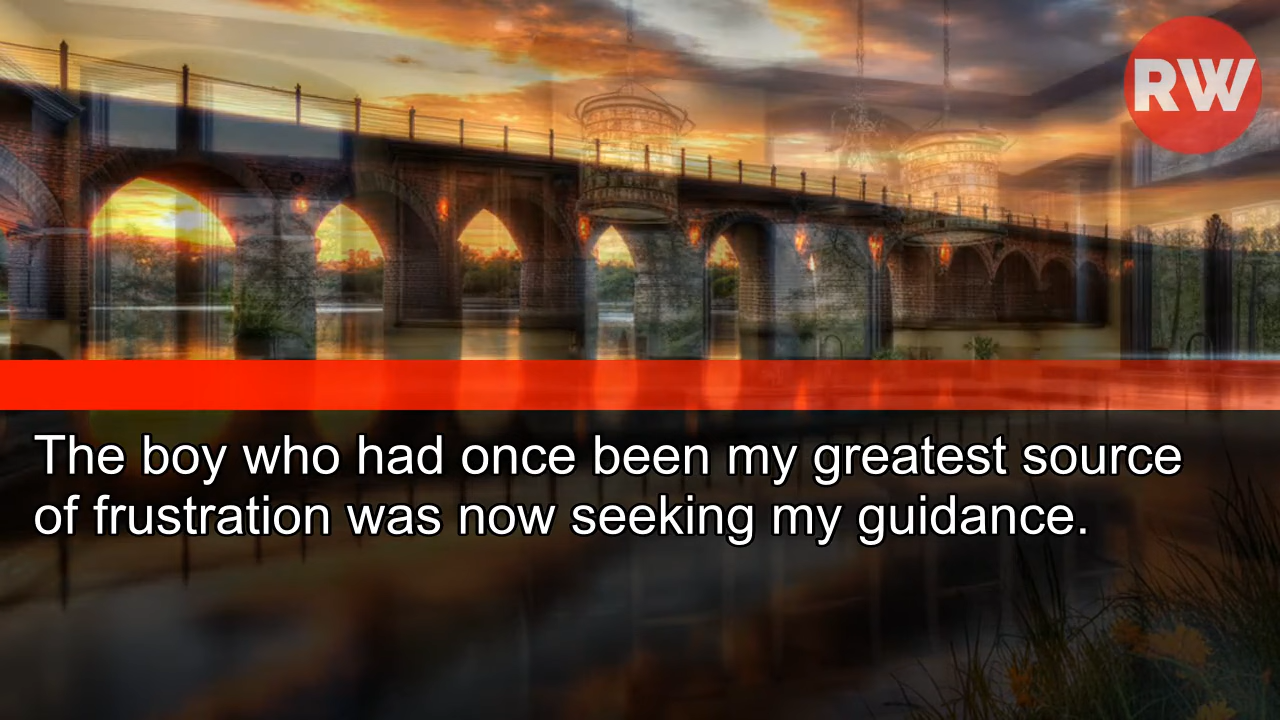 RW
The boy who had once been my greatest source
of frustration was now seeking my guidance.